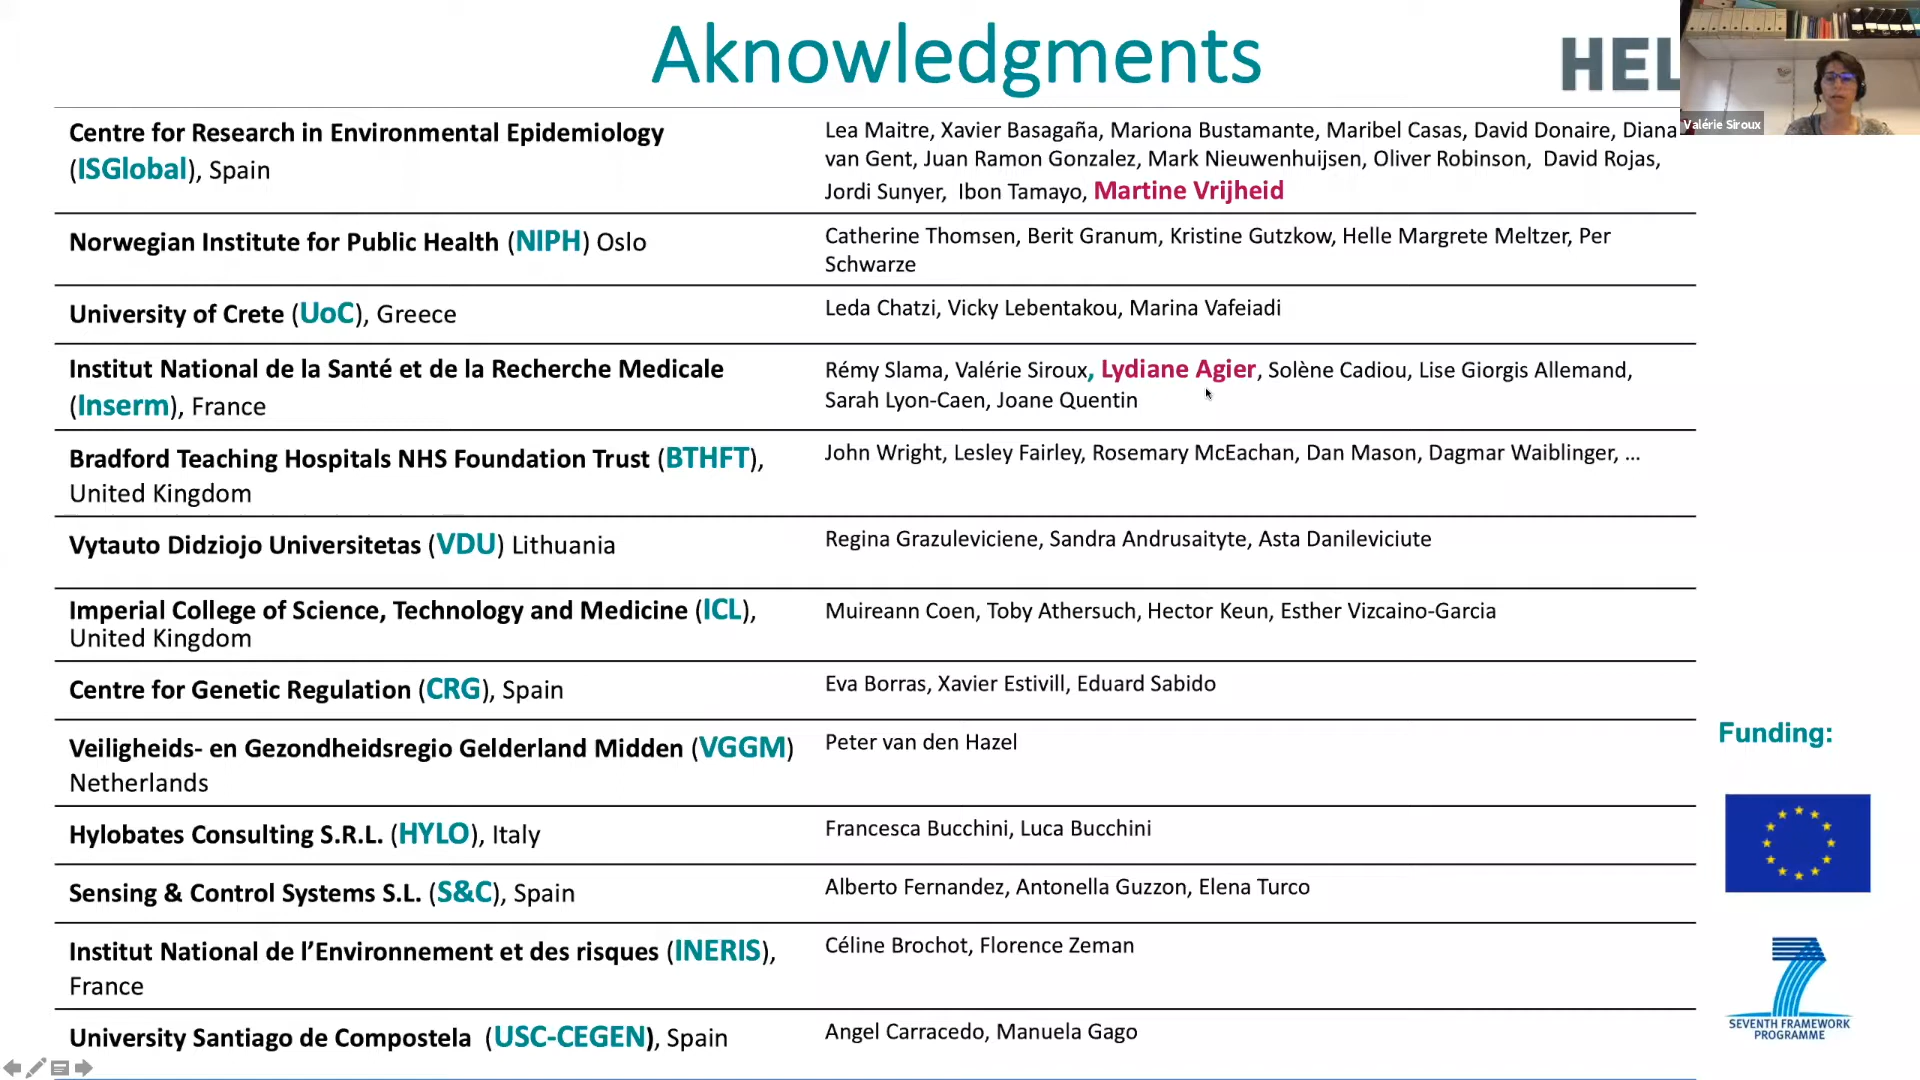 Aknowledgments
HEL
Valérie Siroux
Centre for Research in Environmental Epidemiology
(ISGlobal), Spain
Lea Maitre, Xavier Basagaña, Mariona Bustamante, Maribel Casas, David Donaire, Diana
van Gent, Juan Ramon Gonzalez, Mark Nieuwenhuijsen, Oliver Robinson, David Rojas,
Jordi Sunyer, Ibon Tamayo, Martine Vrijheid
Norwegian Institute for Public Health (NIPH) Oslo
Catherine Thomsen, Berit Granum, Kristine Gutzkow, Helle Margrete Meltzer, Per
Schwarze
University of Crete (UoC), Greece
Leda Chatzi, Vicky Lebentakou, Marina Vafeiadi
Institut National de la Santé et de la Recherche Medicale
(Inserm), France
Rémy Slama, Valérie Siroux, Lydiane Agier, Solène Cadiou, Lise Giorgis Allemand,
Sarah Lyon-Caen, Joane Quentin
Bradford Teaching Hospitals NHS Foundation Trust (BTHFT),
United Kingdom
John Wright, Lesley Fairley, Rosemary McEachan, Dan Mason, Dagmar Waiblinger, ...
Vytauto Didziojo Universitetas (VDU) Lithuania
Regina Grazuleviciene, Sandra Andrusaityte, Asta Danileviciute
Imperial College of Science, Technology and Medicine (ICL),
United Kingdom
Muireann Coen, Toby Athersuch, Hector Keun, Esther Vizcaino-Garcia
Centre for Genetic Regulation (CRG), Spain
Eva Borras, Xavier Estivill, Eduard Sabido
Veiligheids- en Gezondheidsregio Gelderland Midden (VGGM)
Netherlands
Peter van den Hazel
Hylobates Consulting S.R.L. (HYLO), Italy
Francesca Bucchini, Luca Bucchini
Sensing & Control Systems S.L. (S&C), Spain
Alberto Fernandez, Antonella Guzzon, Elena Turco
Institut National de l’Environnement et des risques (INERIS),
France
Céline Brochot, Florence Zeman
University Santiago de Compostela (USC-CEGEN), Spain
Angel Carracedo, Manuela Gago
Funding:
7
SEVENTH FRAMEWORK
PROGRAMME